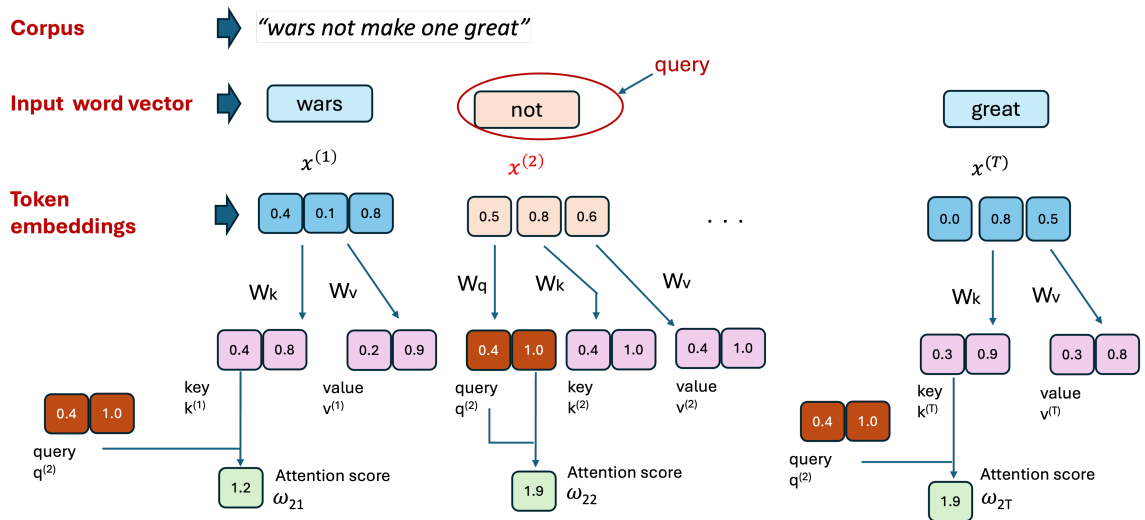 Corpus
“wars not make one great”
query
Input word vector
wars
not
great
x⁽¹⁾
x⁽²⁾
x⁽ᵀ⁾
Token
embeddings
0.4 0.1 0.8
0.5 0.8 0.6
. . .
0.0 0.8 0.5
Wk
Wv
Wq
Wk
Wv
Wk
Wv
0.4 0.8
0.2 0.9
0.4 1.0
0.4 1.0
0.4 1.0
0.3 0.9
0.3 0.8
key
k⁽¹⁾
value
v⁽¹⁾
query
q⁽²⁾
key
k⁽²⁾
value
v⁽²⁾
key
k⁽ᵀ⁾
value
v⁽ᵀ⁾
0.4 1.0
query
q⁽²⁾
0.4 1.0
query
q⁽²⁾
1.2
Attention score
ω₂₁
1.9
Attention score
ω₂₂
1.9
Attention score
ω2T